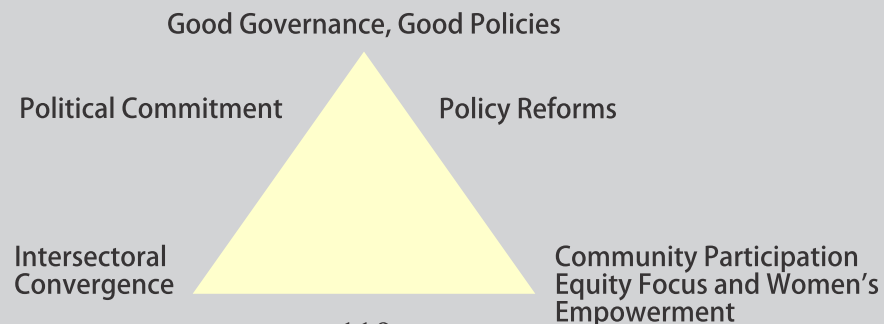 Good Governance, Good Policies
Political Commitment
Policy Reforms
Intersectoral
Convergence
Community Participation
Equity Focus and Women's
Empowerment